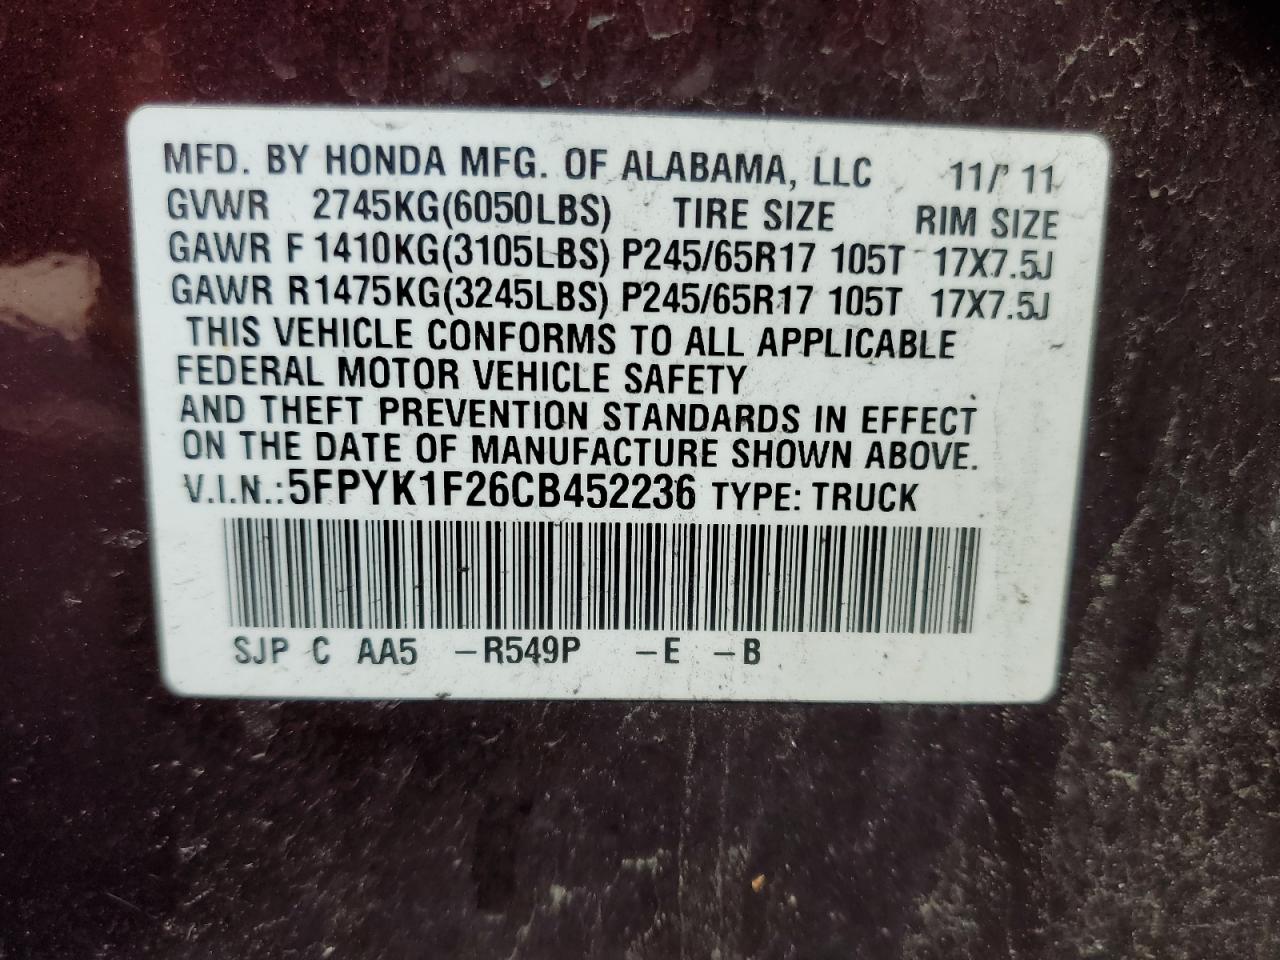 MFD. BY HONDA MFG. OF ALABAMA, LLC 11/ 11
GVWR 2745KG(6050LBS) TIRE SIZE RIM SIZE
GAWR F 1410KG(3105LBS) P245/65R17 105T 17X7.5J
GAWR R1475KG(3245LBS) P245/65R17 105T 17X7.5J
THIS VEHICLE CONFORMS TO ALL APPLICABLE
FEDERAL MOTOR VEHICLE SAFETY
AND THEFT PREVENTION STANDARDS IN EFFECT
ON THE DATE OF MANUFACTURE SHOWN ABOVE.
V.I.N.:5FPYK1F26CB452236 TYPE: TRUCK
SJP C AA5 –R549P –E –B